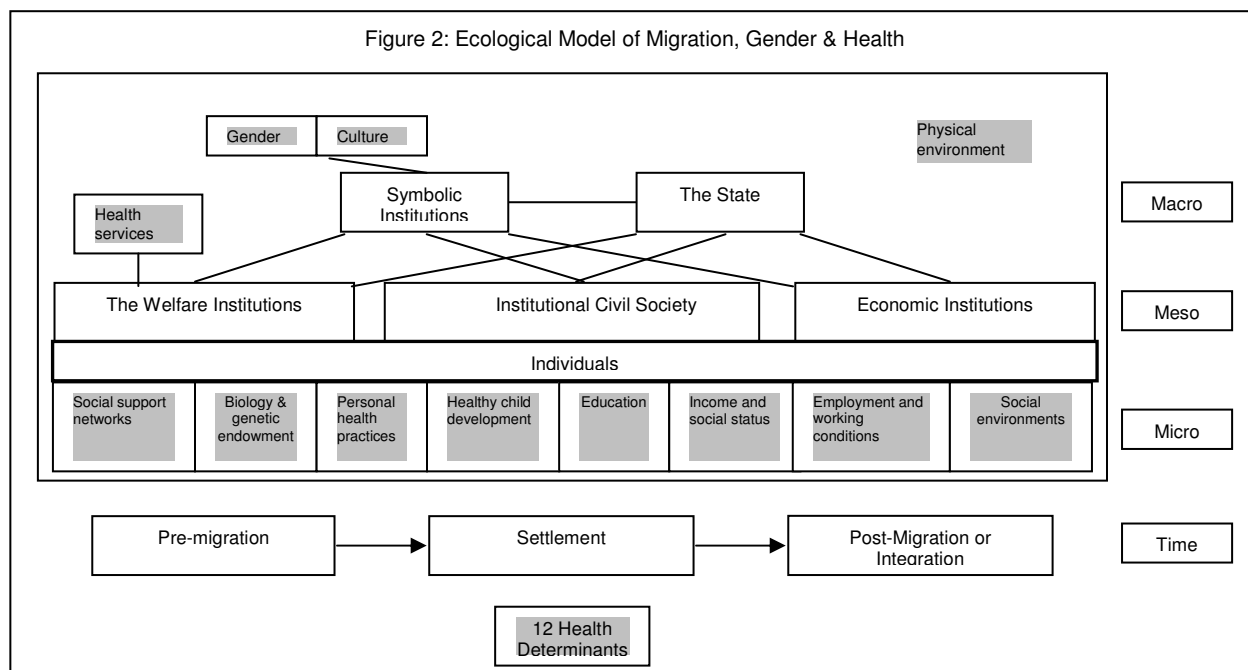 Figure 2: Ecological Model of Migration, Gender & Health
Gender
Culture
Physical
environment
Symbolic
Institutions
The State
Macro
Health
services
The Welfare Institutions
Institutional Civil Society
Economic Institutions
Meso
Individuals
Social support
networks
Biology &
genetic
endowment
Personal
health
practices
Healthy child
development
Education
Income and
social status
Employment and
working
conditions
Social
environments
Micro
Pre-migration
Settlement
Post-Migration or
Integration
Time
12 Health
Determinants